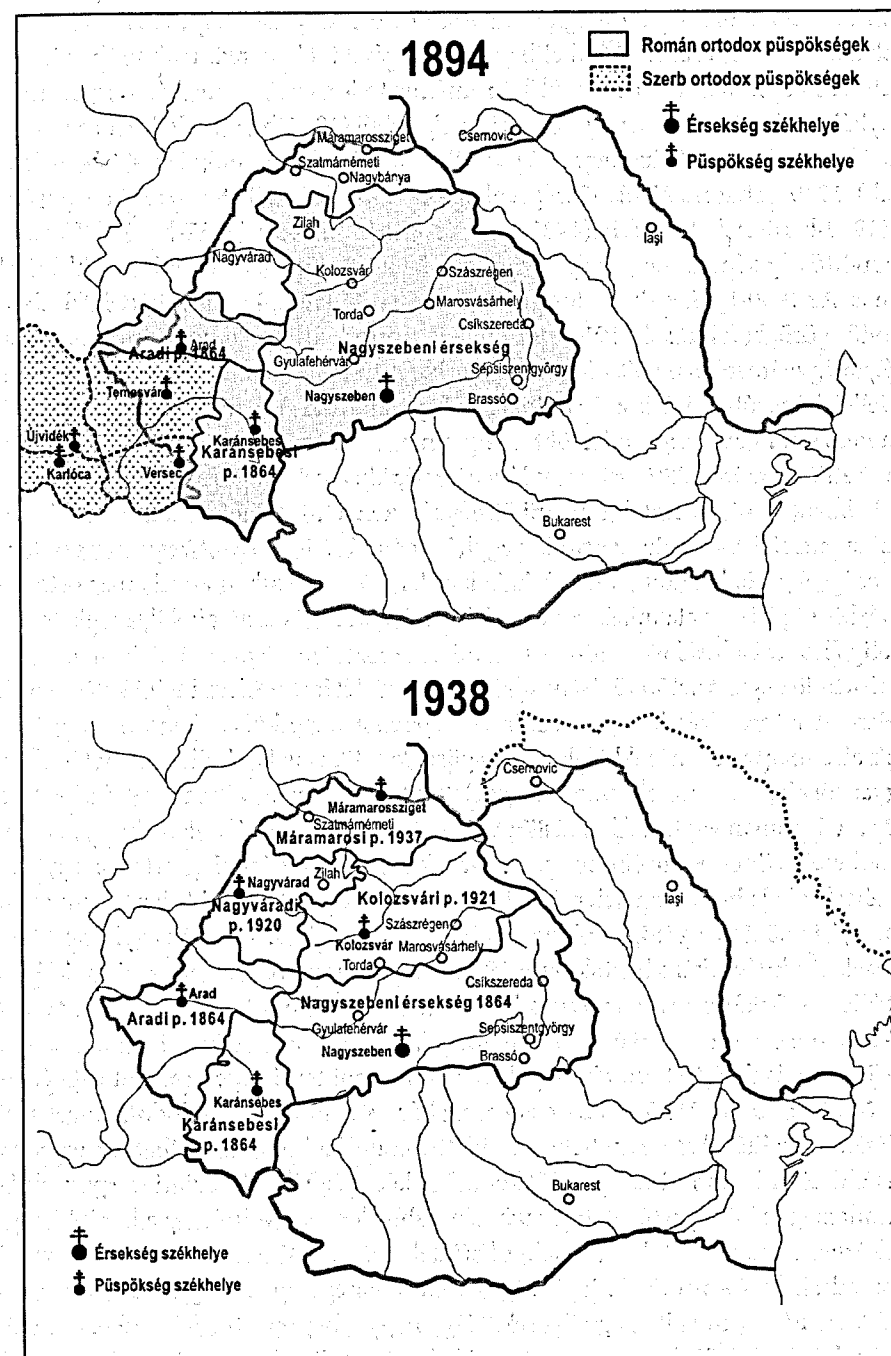 1894
Román ortodox püspökségek
Szerb ortodox püspökségek
Érsekség székhelye
Püspökség székhelye
Máramarossziget
Csernovic
Szatmárnémeti
Nagybánya
Zilah
Iaşi
Nagyvárad
Kolozsvár
Szászrégen
Torda
Marosvásárhely
Csíkszereda
Arad
Aradi p. 1864
Nagyszebeni érsekség
Gyulafehérvár
Sepsiszentgyörgy
Temesvár
Nagyszeben
Brassó
Újvidék
Karánsebes
Karánsebesi
p. 1864
Karlóca
Versec
Bukarest
1938
Csernovic
Máramarossziget
Szatmárnémeti
Máramarosi p. 1937
Zilah
Nagyvárad
Nagyváradi
p. 1920
Kolozsvári p. 1921
Iaşi
Szászrégen
Kolozsvár
Marosvásárhely
Torda
Csíkszereda
Arad
Aradi p. 1864
Nagyszebeni érsekség 1864
Gyulafehérvár
Sepsiszentgyörgy
Nagyszeben
Brassó
Karánsebes
Karánsebesi
p. 1864
Bukarest
Érsekség székhelye
Püspökség székhelye